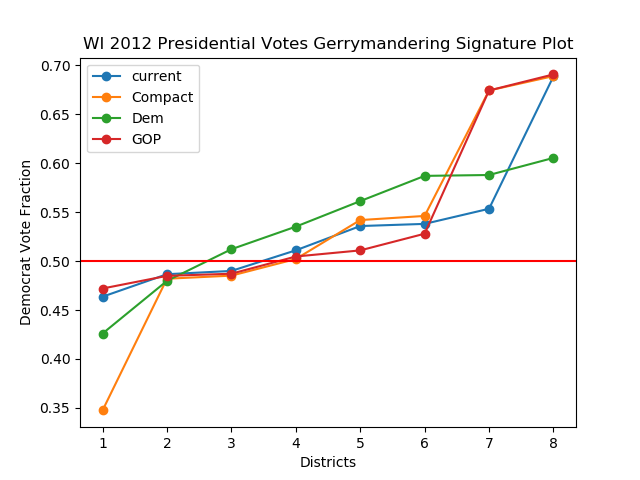 WI 2012 Presidential Votes Gerrymandering Signature Plot
current
Compact
Dem
GOP
Democrat Vote Fraction
0.70
0.65
0.60
0.55
0.50
0.45
0.40
0.35
1 2 3 4 5 6 7 8
Districts